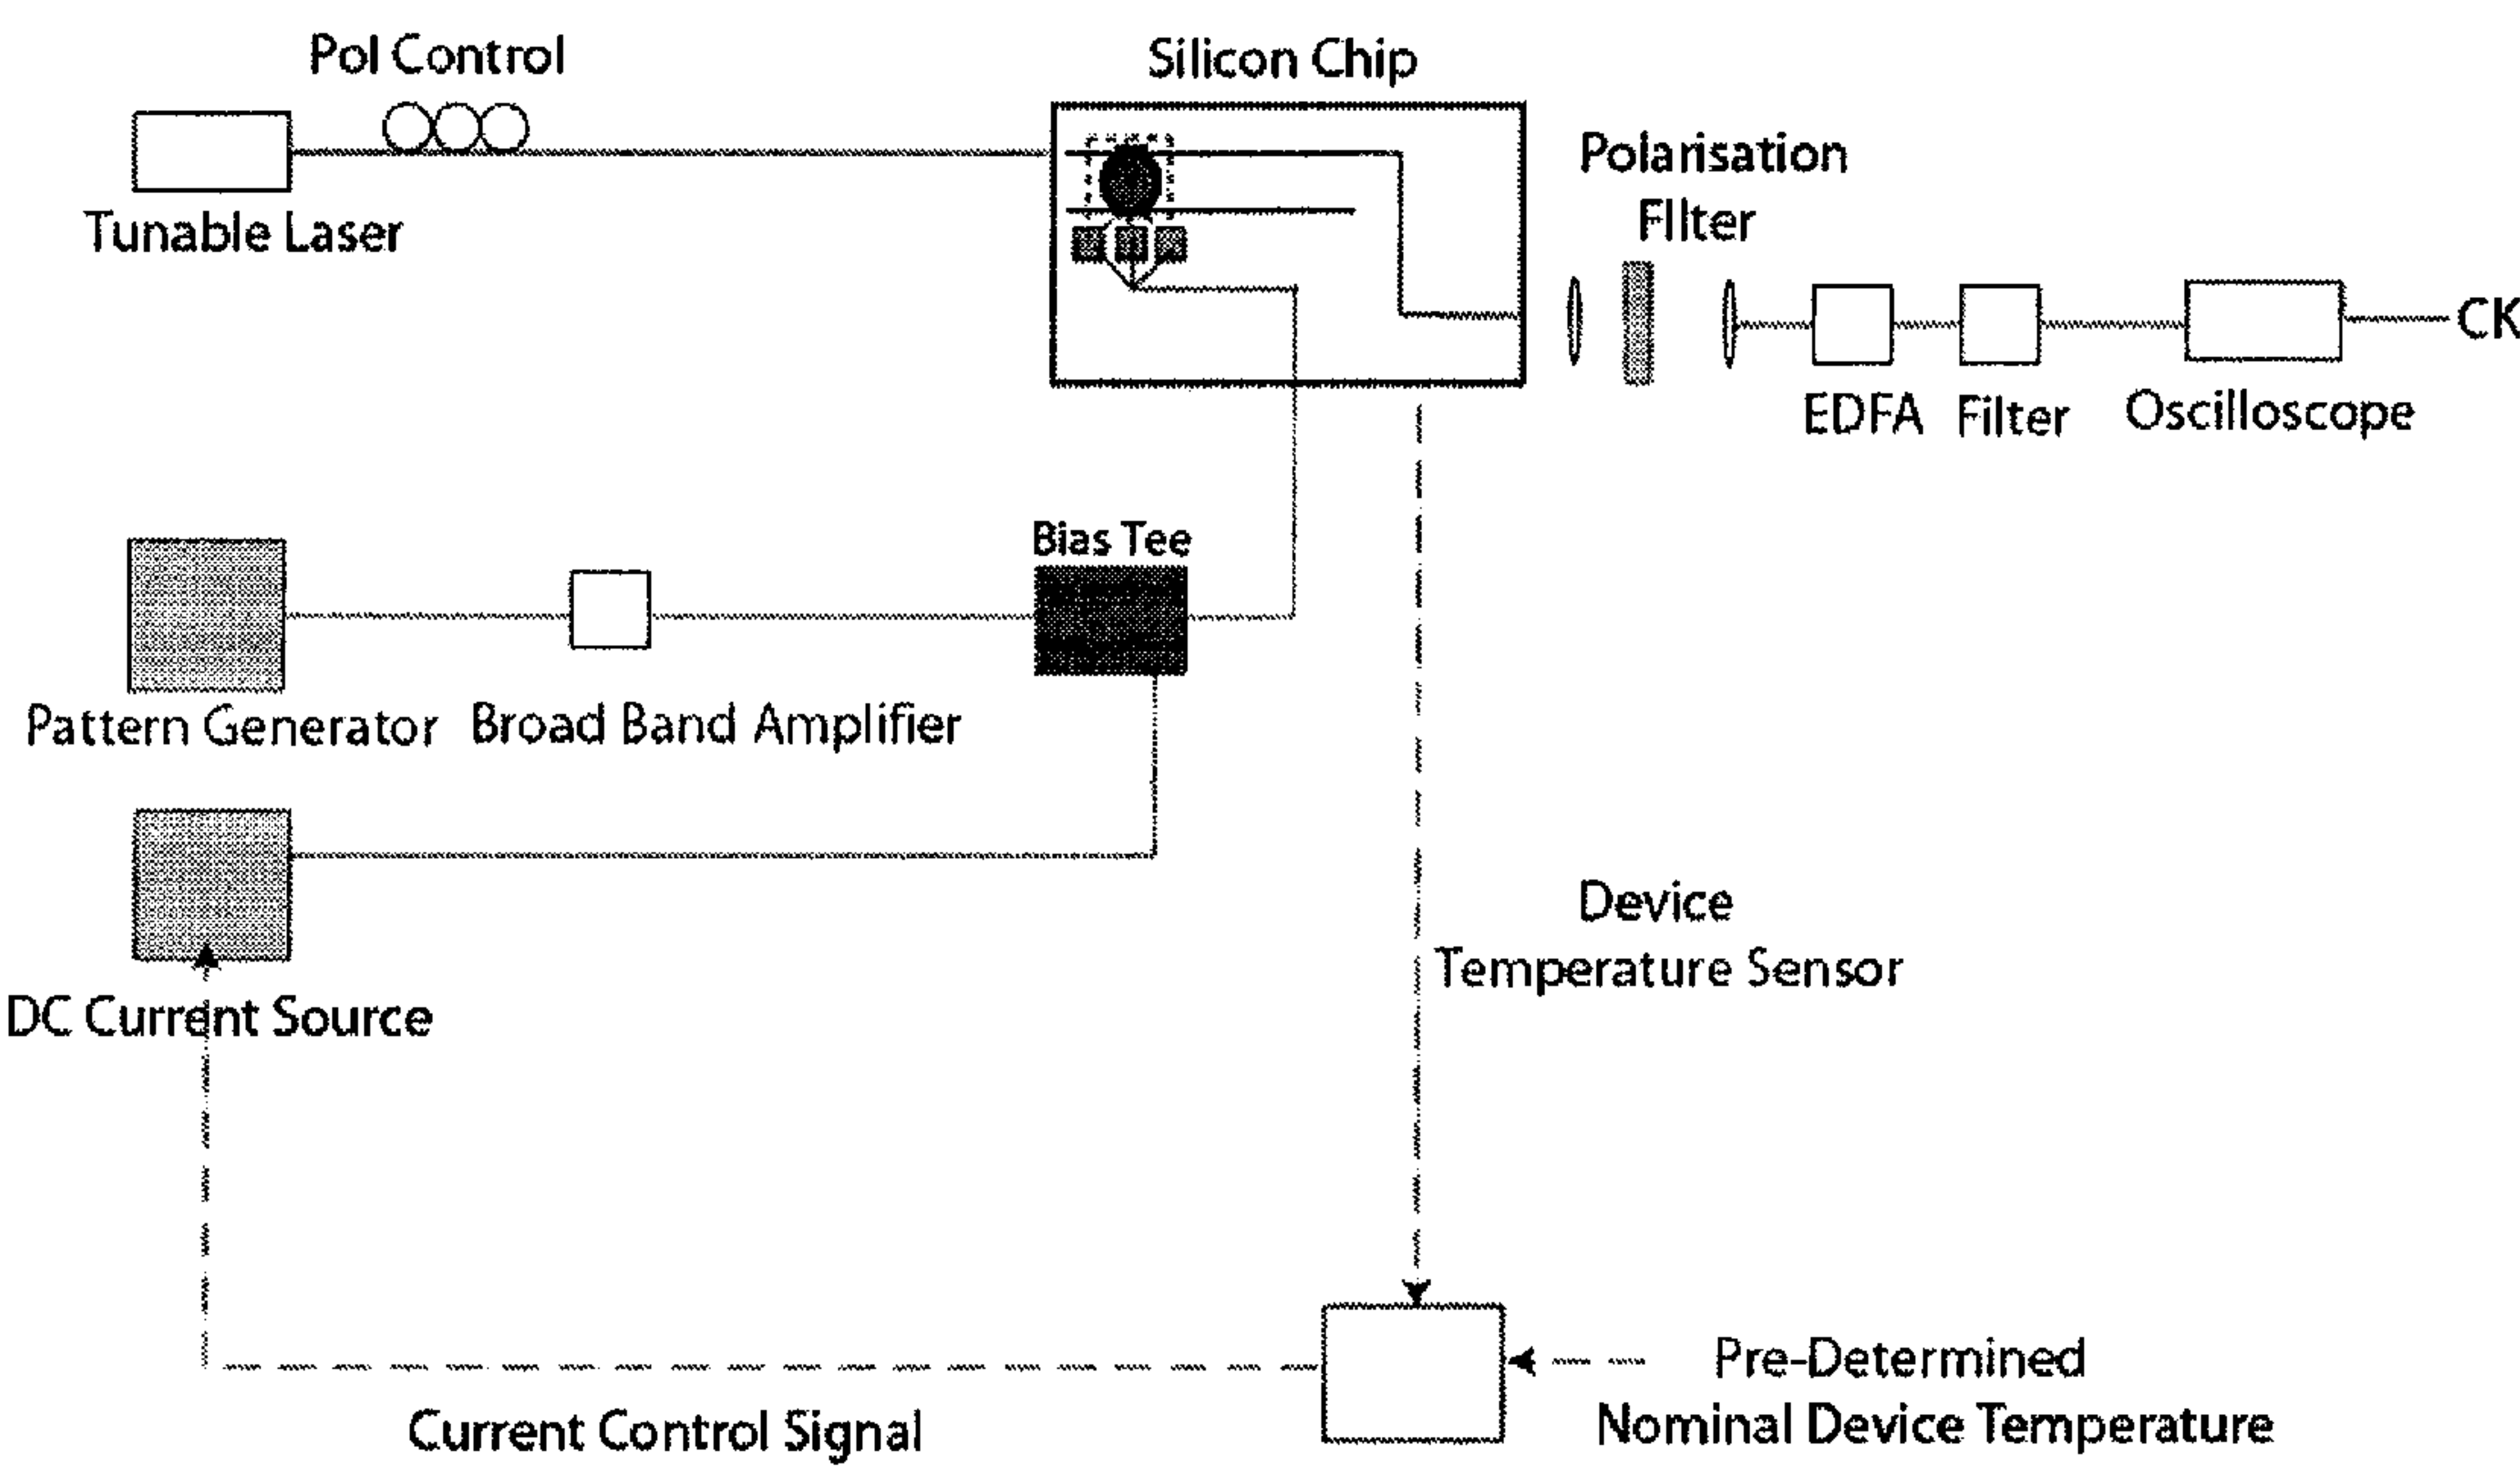 Pol Control
Silicon Chip
Tunable Laser
Polarisation
FIlter
CK
EDFA
Filter
Oscilloscope
Bias Tee
Pattern Generator
Broad Band Amplifier
DC Current Source
Device
Temperature Sensor
Pre-Determined
Nominal Device Temperature
Current Control Signal